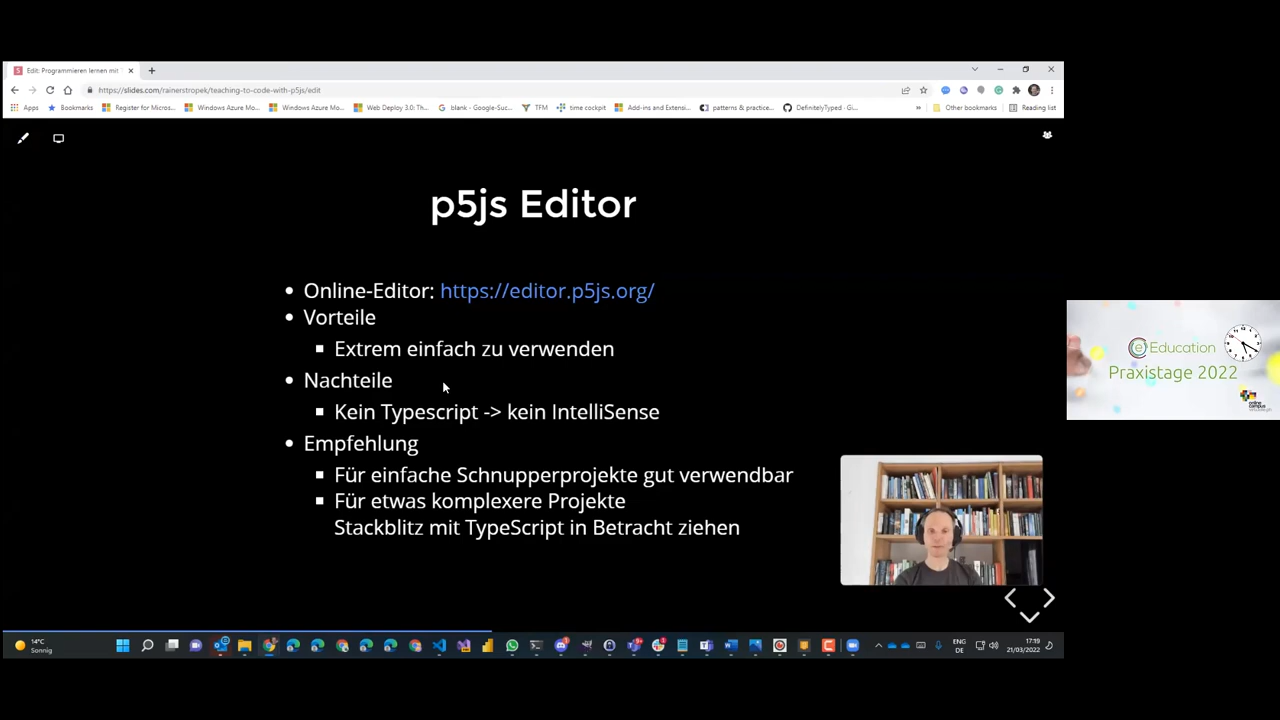 Edit: Programmieren lernen mit
https://slides.com/rainerstropek/teaching-to-code-with-p5js/edit
Apps
Bookmarks
Register for Micros...
Windows Azure Mo...
Windows Azure Mo...
Web Deploy 3.0: Th...
blank - Google-Suc...
TFM
time cockpit
Add-ins and Extensi...
patterns & practice...
DefinitelyTyped · Gi...
»
Other bookmarks
Reading list
p5js Editor
• Online-Editor: https://editor.p5js.org/
• Vorteile
▪ Extrem einfach zu verwenden
• Nachteile
▪ Kein Typescript -> kein IntelliSense
• Empfehlung
▪ Für einfache Schnupperprojekte gut verwendbar
▪ Für etwas komplexere Projekte
Stackblitz mit TypeScript in Betracht ziehen
eEducation
Praxistage 2022
14°C
Sonnig
ENG
DE
17:19
21/03/2022